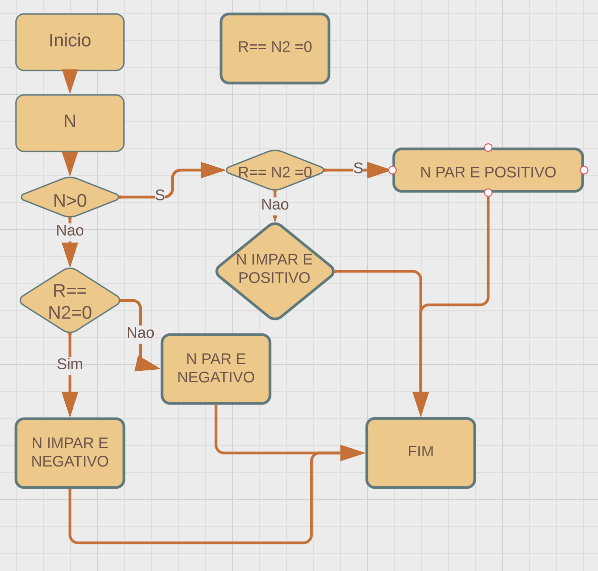 Inicio
R== N2 =0
N
N>0
S
R== N2 =0
S
N PAR E POSITIVO
Nao
Nao
N IMPAR E
POSITIVO
R==
N2=0
Nao
Sim
N PAR E
NEGATIVO
N IMPAR E
NEGATIVO
FIM